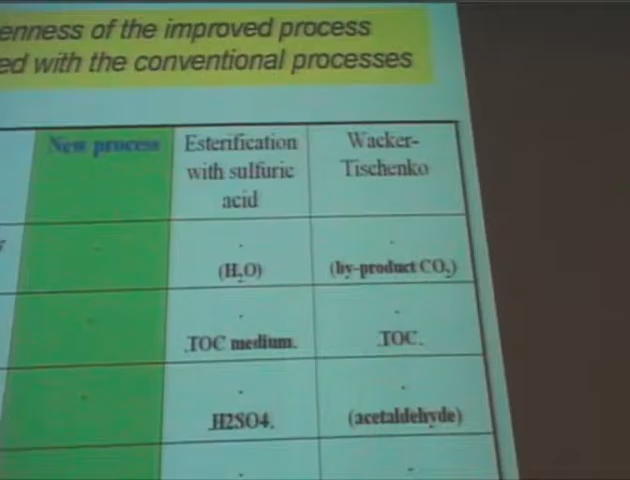 enness of the improved process
ed with the conventional processes
New process
Esterification
with sulfuric
acid
Wacker-
Tischenko
(H₂O)
(by-product CO₂)
.TOC medium.
.TOC.
.H2SO4.
(acetaldehyde)